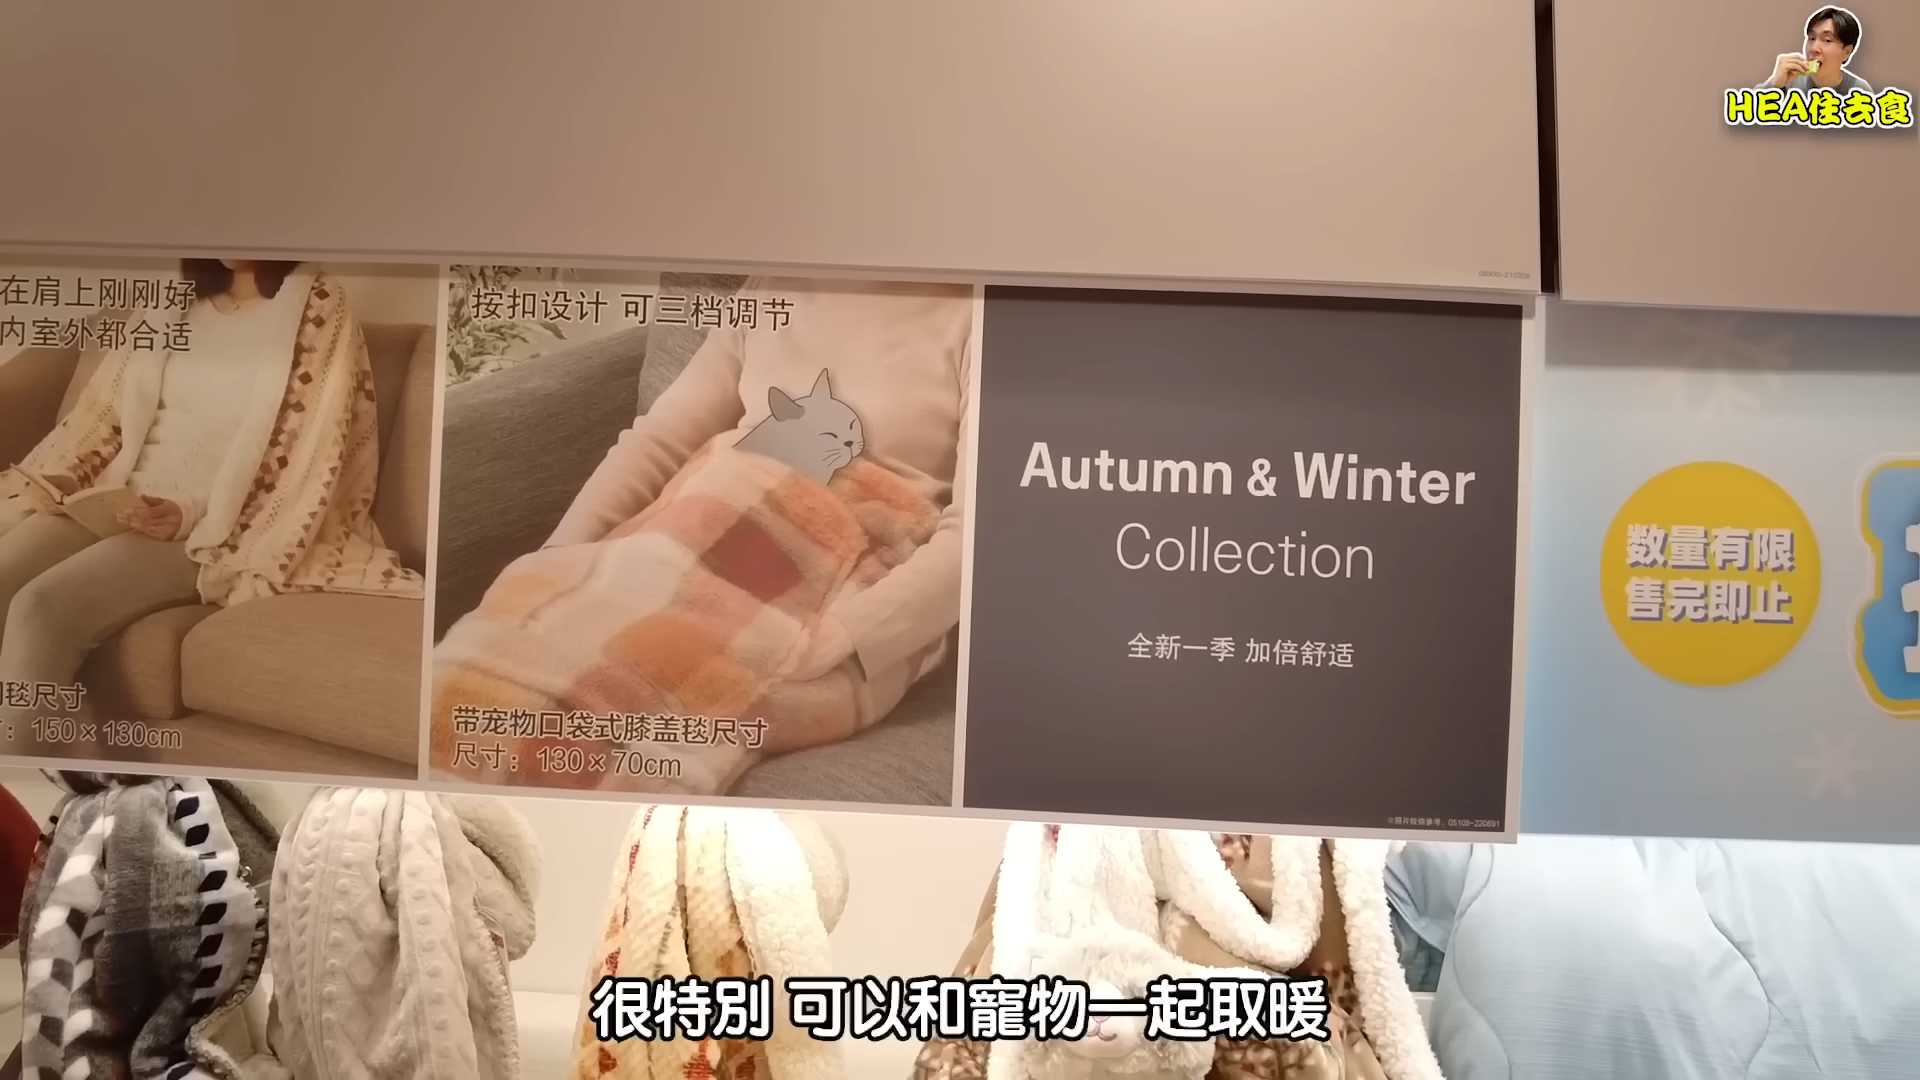 HEA住去食
在肩上刚刚好
内室外都合适
毯尺寸
：150×130cm
按扣设计 可三档调节
带宠物口袋式膝盖毯尺寸
尺寸：130×70cm
Autumn & Winter
Collection
全新一季 加倍舒适
数量有限
售完即止
很特別 可以和寵物一起取暖